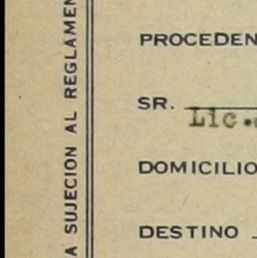 A SUJECION AL REGLAMEN
PROCEDEN
SR.
Lic.
DOMICILIO
DESTINO